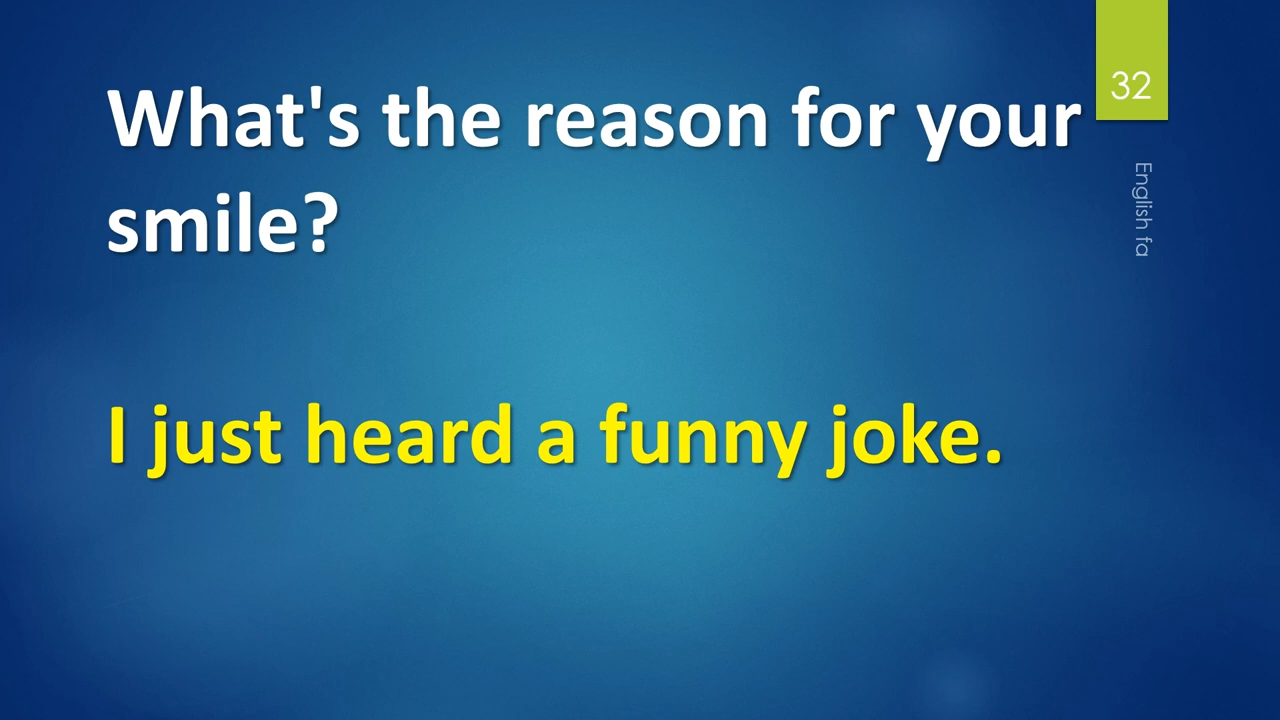 What's the reason for your
smile?
I just heard a funny joke.
32
English fa